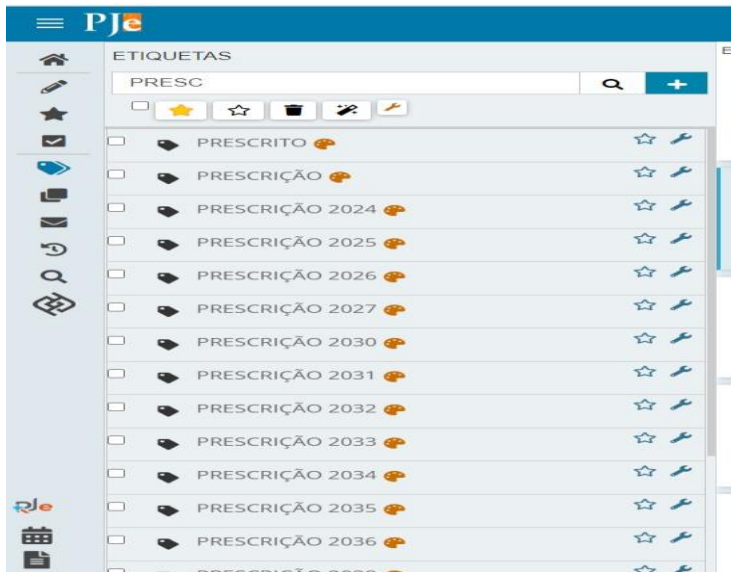 PJe
ETIQUETAS
PRESC
PRESCRITO
PRESCRIÇÃO
PRESCRIÇÃO 2024
PRESCRIÇÃO 2025
PRESCRIÇÃO 2026
PRESCRIÇÃO 2027
PRESCRIÇÃO 2030
PRESCRIÇÃO 2031
PRESCRIÇÃO 2032
PRESCRIÇÃO 2033
PRESCRIÇÃO 2034
PRESCRIÇÃO 2035
PJe
PRESCRIÇÃO 2036